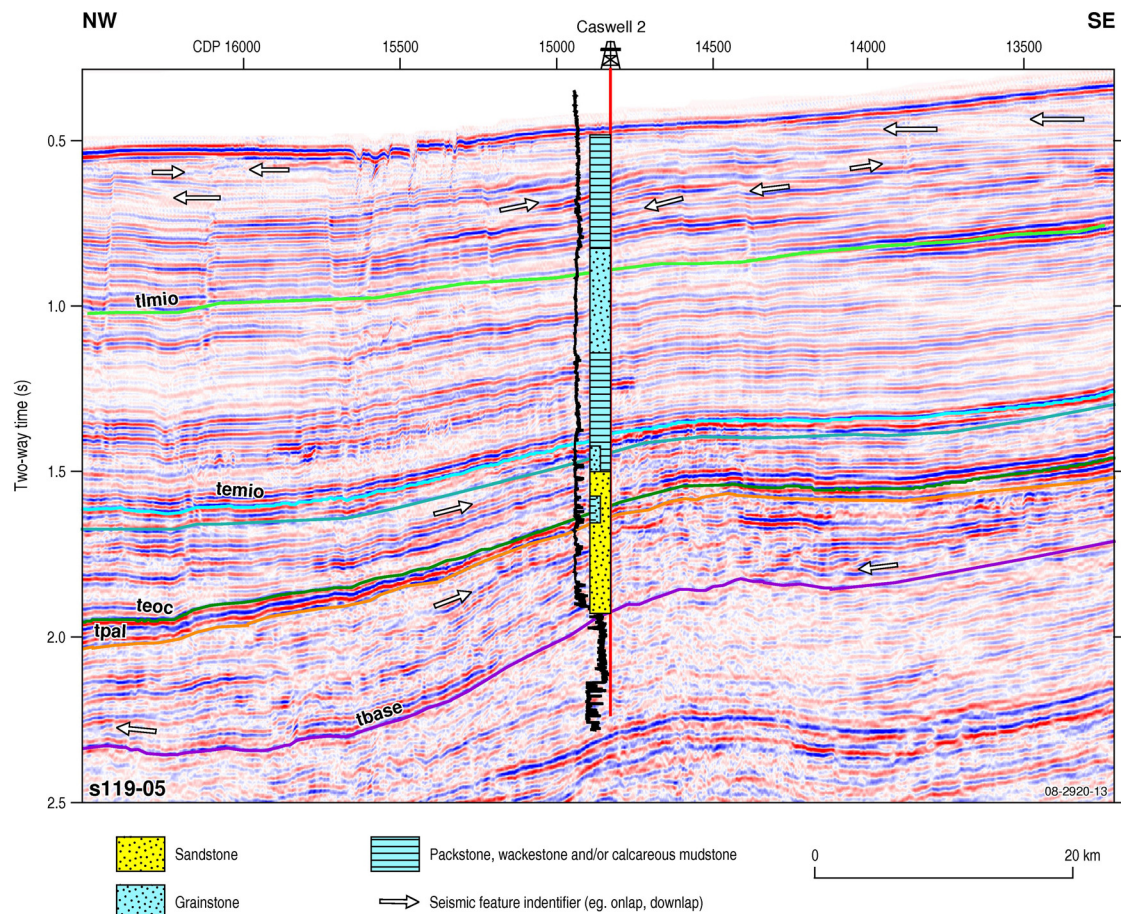 NW
Caswell 2
SE
CDP 16000 15500 15000 14500 14000 13500
0.5
tlmio
1.0
Two-way time (s)
temio
1.5
teoc
tpal
2.0
tbase
s119-05
2.5
08-2920-13
Sandstone
Packstone, wackestone and/or calcareous mudstone
0 20 km
Grainstone
Seismic feature indentifier (eg. onlap, downlap)